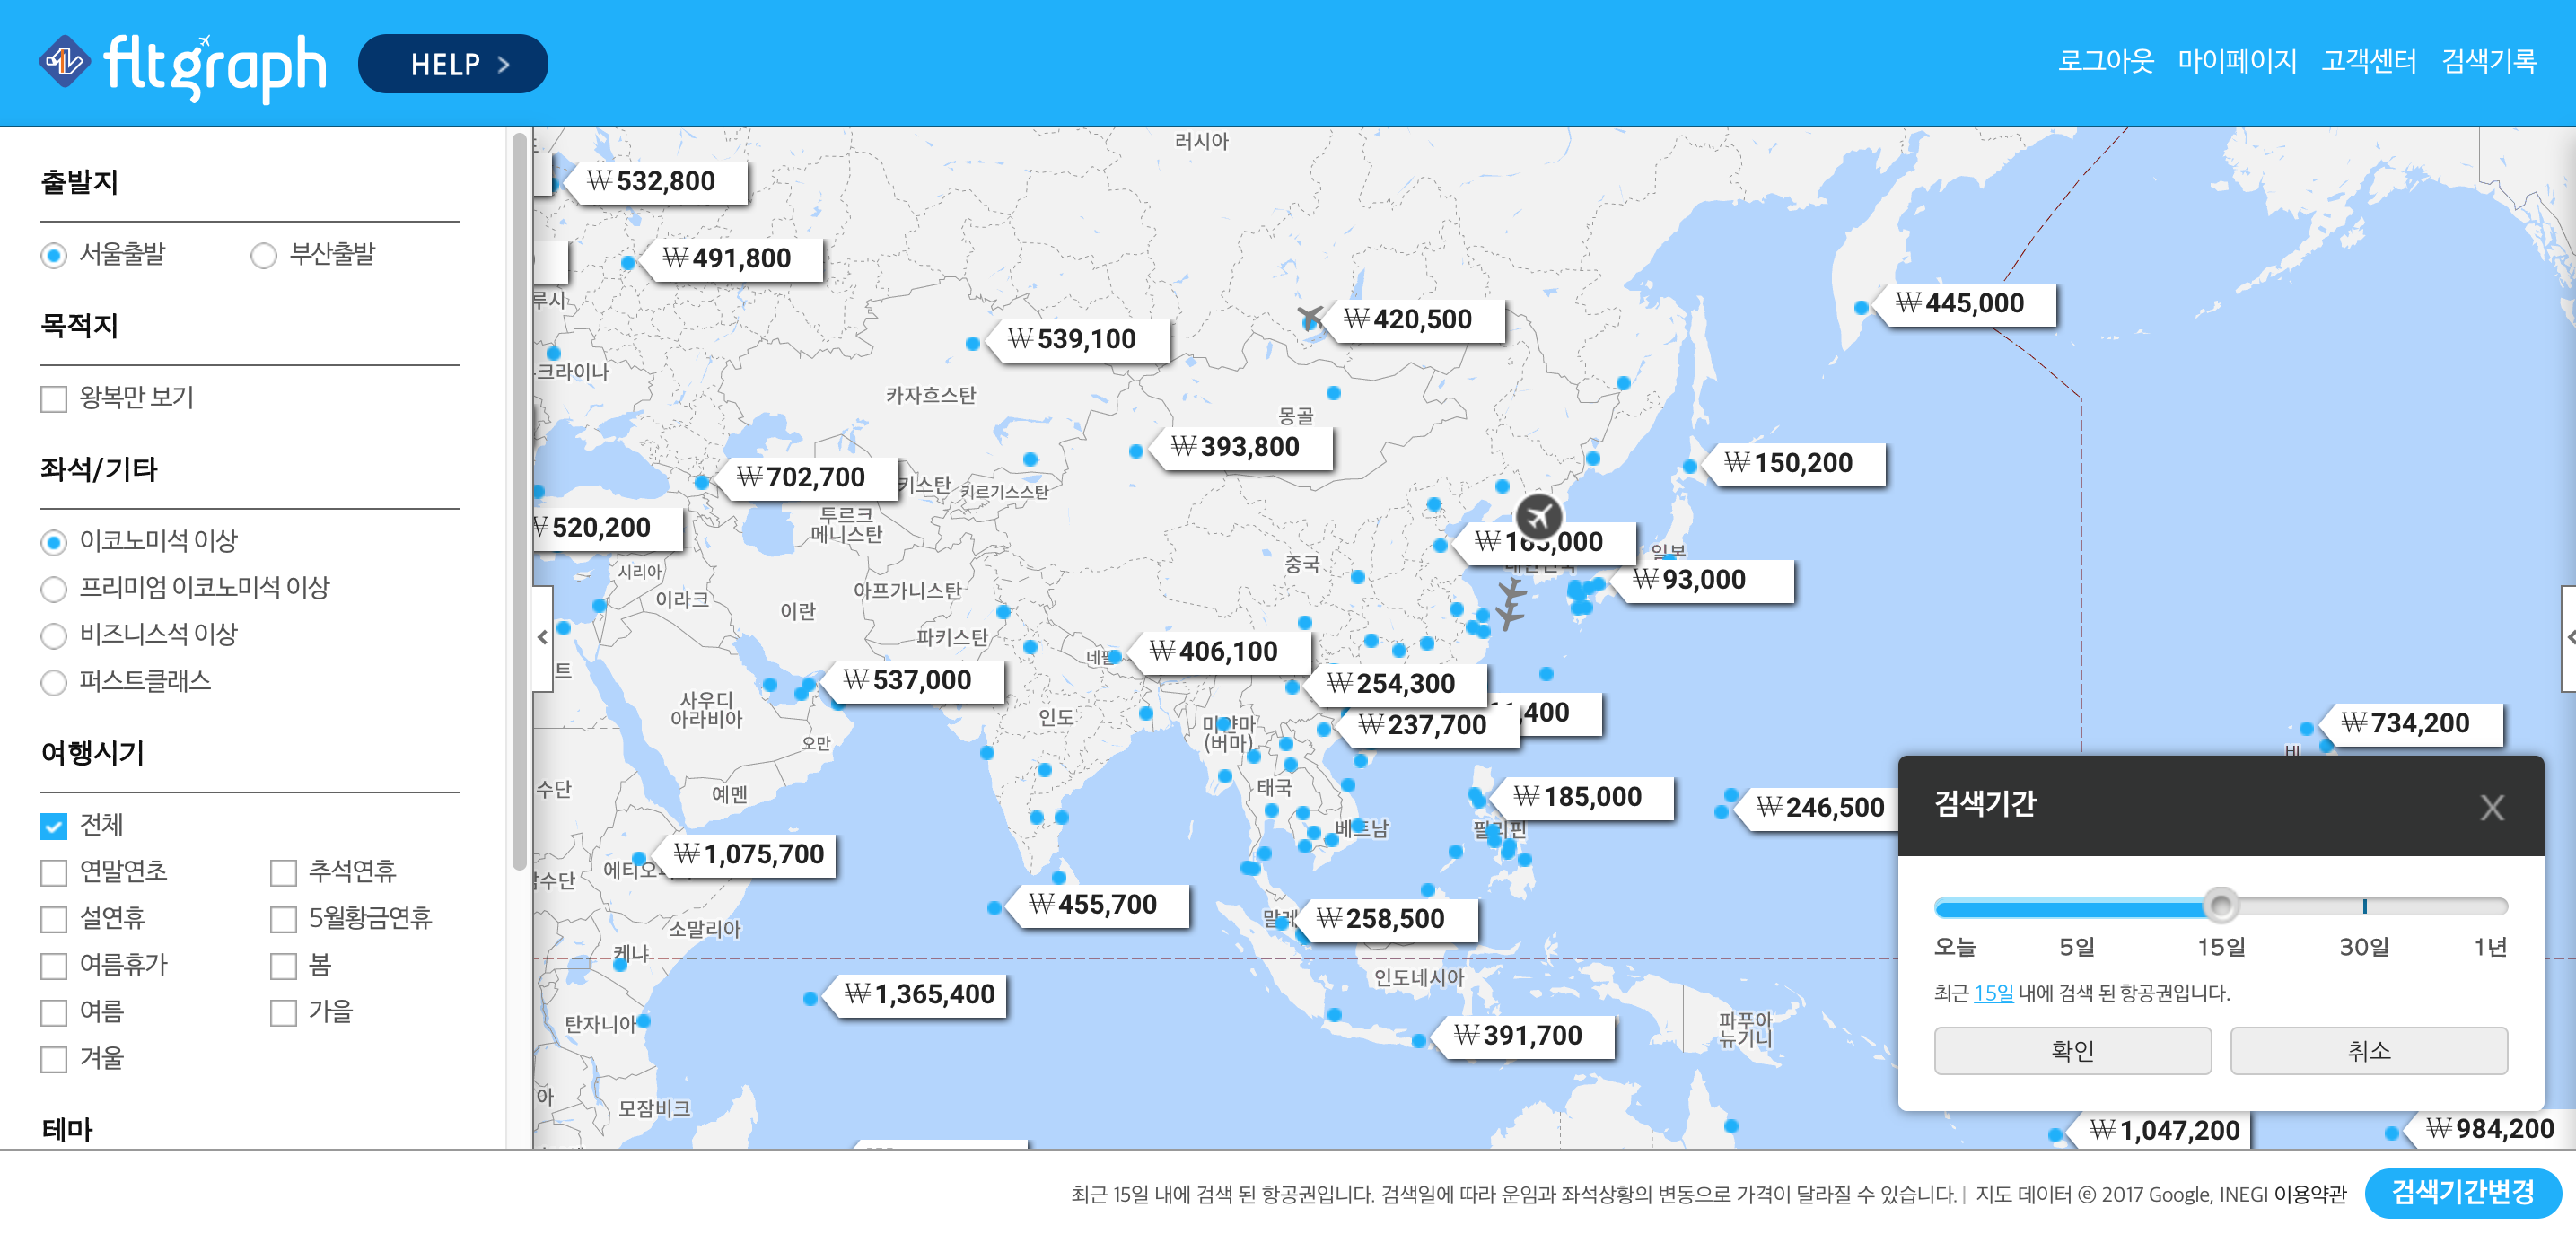 fltgraph
HELP >
로그아웃 마이페이지 고객센터 검색기록
출발지
서울출발 부산출발
목적지
왕복만 보기
좌석/기타
이코노미석 이상
프리미엄 이코노미석 이상
비즈니스석 이상
퍼스트클래스
여행시기
전체
연말연초 추석연휴
설연휴 5월황금연휴
여름휴가 봄
여름 가을
겨울
테마
러시아
₩532,800
₩491,800
루시
₩445,000
₩420,500
₩539,100
크라이나
카자흐스탄
몽골
₩393,800
₩150,200
₩702,700
키스탄
키르기스스탄
₩520,200
투르크
메니스탄
일본
중국
₩93,000
시리아
이라크
이란
아프가니스탄
파키스탄
₩406,100
₩537,000
₩254,300
사우디
아라비아
인도
미얀마
(버마)
₩237,700
1,400
₩734,200
오만
수단
예멘
태국
₩185,000
₩246,500
베트남
필리핀
₩1,075,700
수단
₩455,700
₩258,500
소말리아
케냐
인도네시아
₩1,365,400
탄자니아
₩391,700
파푸아
뉴기니
아
모잠비크
₩1,047,200
₩984,200
검색기간
X
오늘 5일 15일 30일 1년
최근 15일 내에 검색 된 항공권입니다.
확인 취소
최근 15일 내에 검색 된 항공권입니다. 검색일에 따라 운임과 좌석상황의 변동으로 가격이 달라질 수 있습니다. | 지도 데이터 ⓒ 2017 Google, INEGI 이용약관
검색기간변경